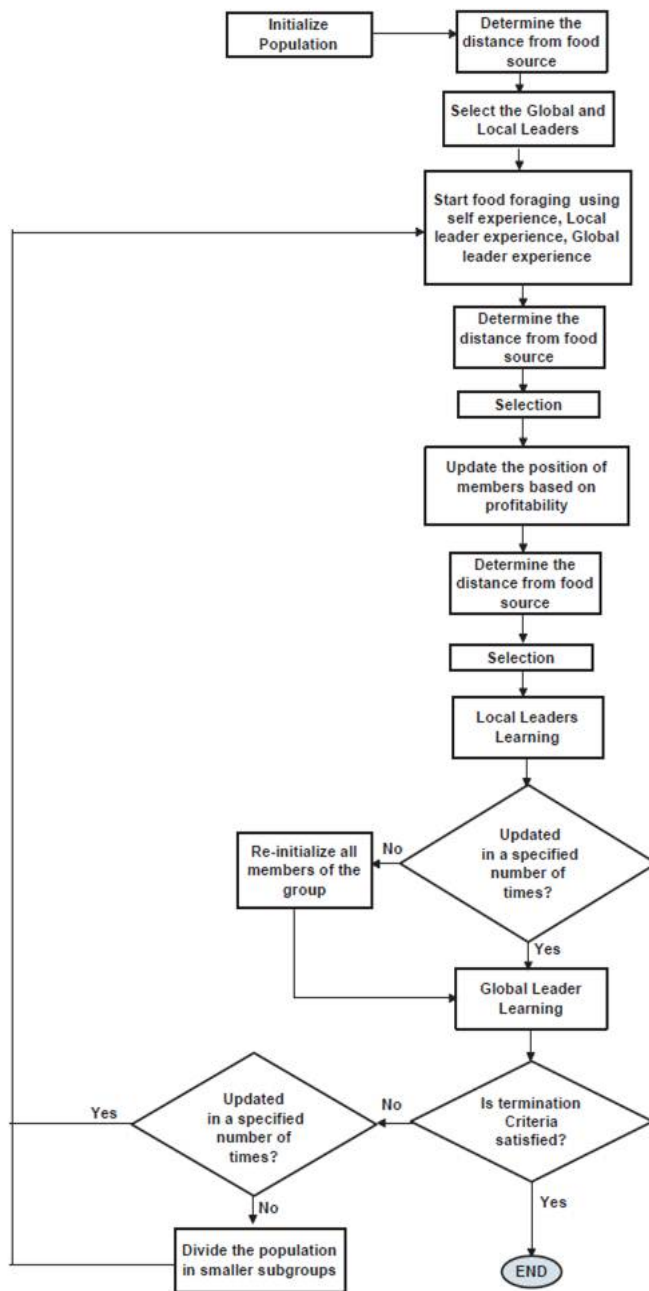 Initialize
Population
Determine the
distance from food
source
Select the Global and
Local Leaders
Start food foraging using
self experience, Local
leader experience, Global
leader experience
Determine the
distance from food
source
Selection
Update the position of
members based on
profitability
Determine the
distance from food
source
Selection
Local Leaders
Learning
Updated
in a specified
number of
times?
No
Re-initialize all
members of the
group
Yes
Global Leader
Learning
Is termination
Criteria
satisfied?
No
Updated
in a specified
number of
times?
Yes
No
Divide the population
in smaller subgroups
Yes
END